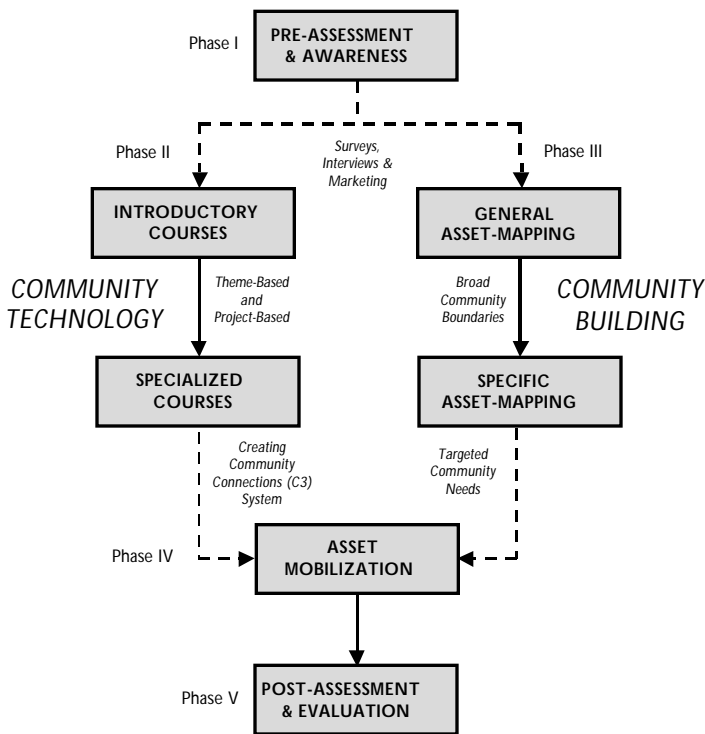 Phase I
PRE-ASSESSMENT
& AWARENESS
Phase II
Surveys,
Interviews &
Marketing
Phase III
INTRODUCTORY
COURSES
GENERAL
ASSET-MAPPING
COMMUNITY
TECHNOLOGY
Theme-Based
and
Project-Based
Broad
Community
Boundaries
COMMUNITY
BUILDING
SPECIALIZED
COURSES
SPECIFIC
ASSET-MAPPING
Creating
Community
Connections (C3)
System
Targeted
Community
Needs
Phase IV
ASSET
MOBILIZATION
Phase V
POST-ASSESSMENT
& EVALUATION